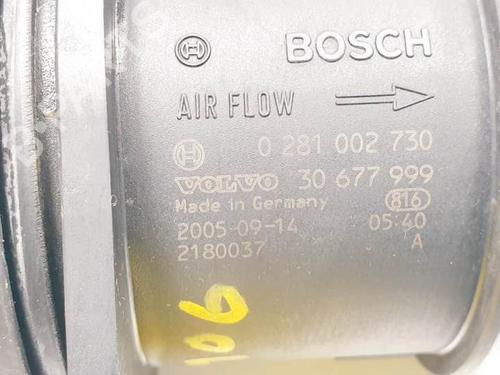 BOSCH
AIR FLOW
0 281 002 730
VOLVO 30 677 999
Made in Germany 816
2005-09-14 05:40
2180037 A
106